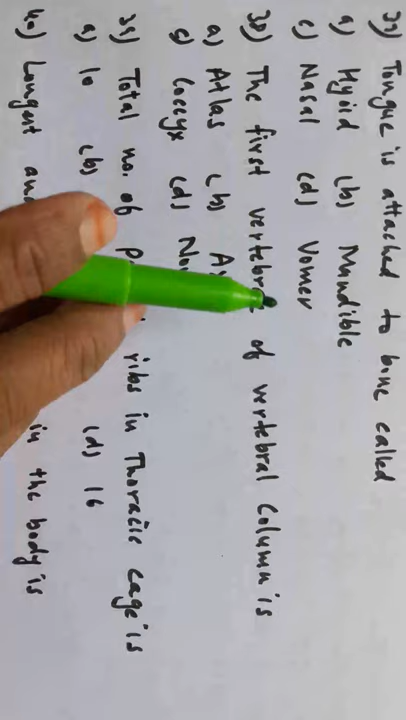 37) Tongue is attached to bone called
a) Hyoid (b) Mandible
c) Nasal (d) Vomer
38) The first vertebra of vertebral Column is
a) Atlas (b)
c) Coccyx (d)
39) Total no. of ribs in Thoracic cage is
a) 10 (b) (d) 16
40) Longest in the body is